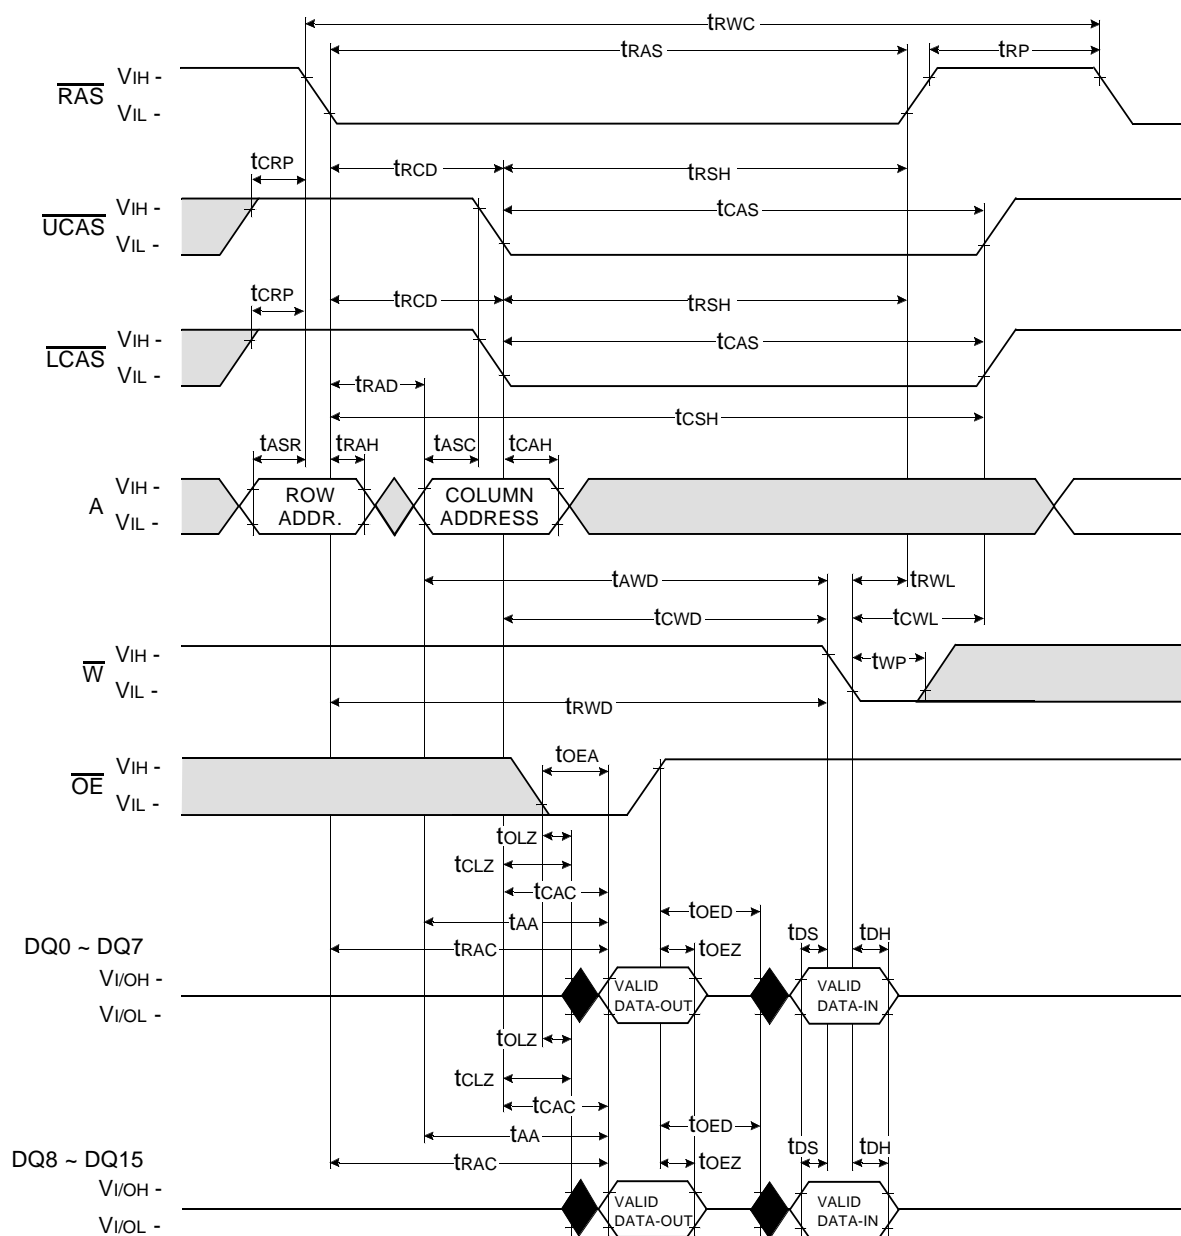 tRWC
tRAS
tRP
RAS
VIH -
VIL -
tCRP
tRCD
tRSH
UCAS
VIH -
VIL -
tCAS
tCRP
tRCD
tRSH
LCAS
VIH -
VIL -
tCAS
tRAD
tCSH
tASR
tRAH
tASC
tCAH
A
VIH -
VIL -
ROW
ADDR.
COLUMN
ADDRESS
tAWD
tRWL
tCWD
tCWL
W
VIH -
VIL -
tWP
tRWD
OE
VIH -
VIL -
tOEA
tOLZ
tCLZ
tCAC
tAA
tOED
tRAC
tOEZ
tDS
tDH
DQ0 ~ DQ7
VI/OH -
VI/OL -
VALID
DATA-OUT
VALID
DATA-IN
tOLZ
tCLZ
tCAC
tAA
tOED
tRAC
tOEZ
tDS
tDH
DQ8 ~ DQ15
VI/OH -
VI/OL -
VALID
DATA-OUT
VALID
DATA-IN